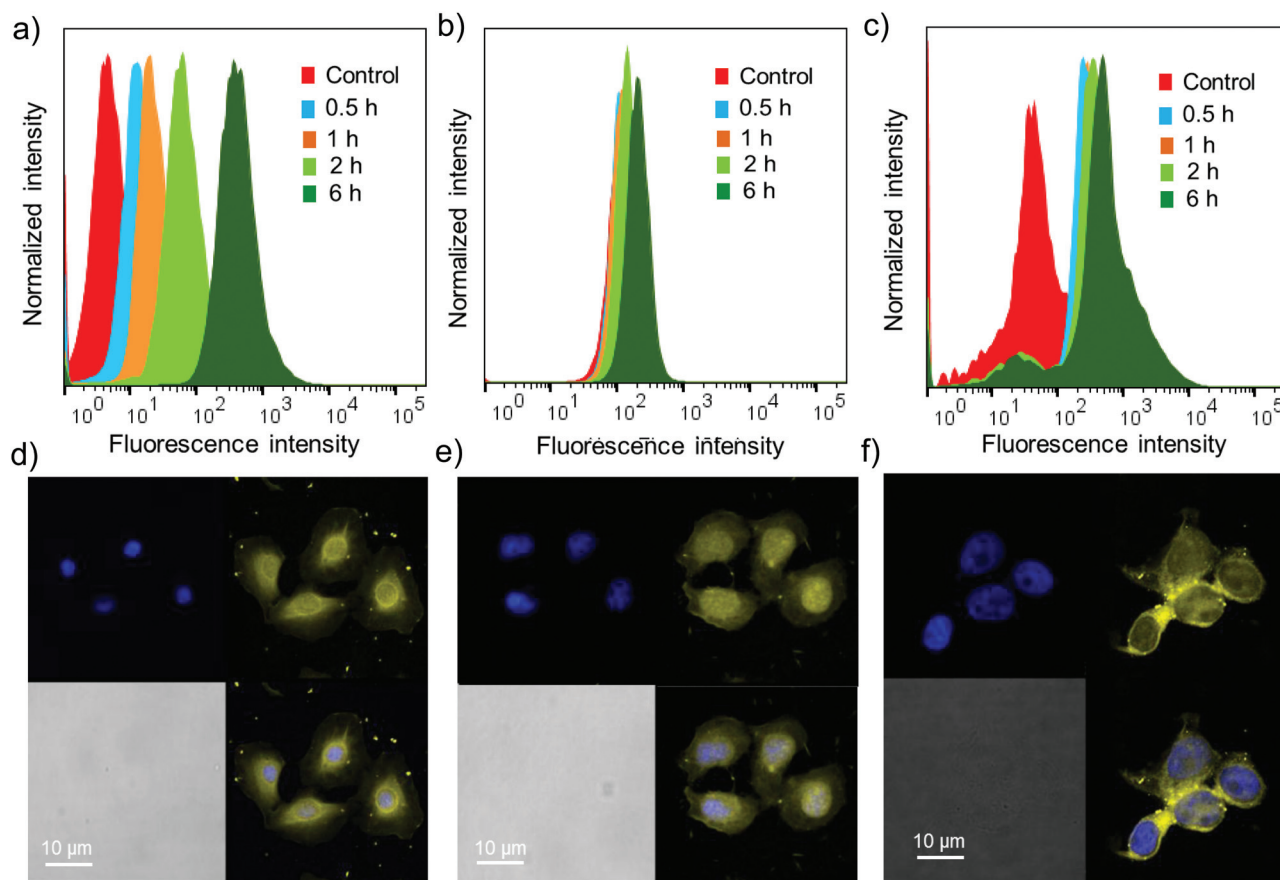 a)
Normalized intensity
Control
0.5 h
1 h
2 h
6 h
10^0 10^1 10^2 10^3 10^4 10^5
Fluorescence intensity
b)
Normalized intensity
Control
0.5 h
1 h
2 h
6 h
10^0 10^1 10^2 10^3 10^4 10^5
Fluorescence intensity
c)
Normalized intensity
Control
0.5 h
1 h
2 h
6 h
10^0 10^1 10^2 10^3 10^4 10^5
Fluorescence intensity
d)
10 µm
e)
10 µm
f)
10 µm